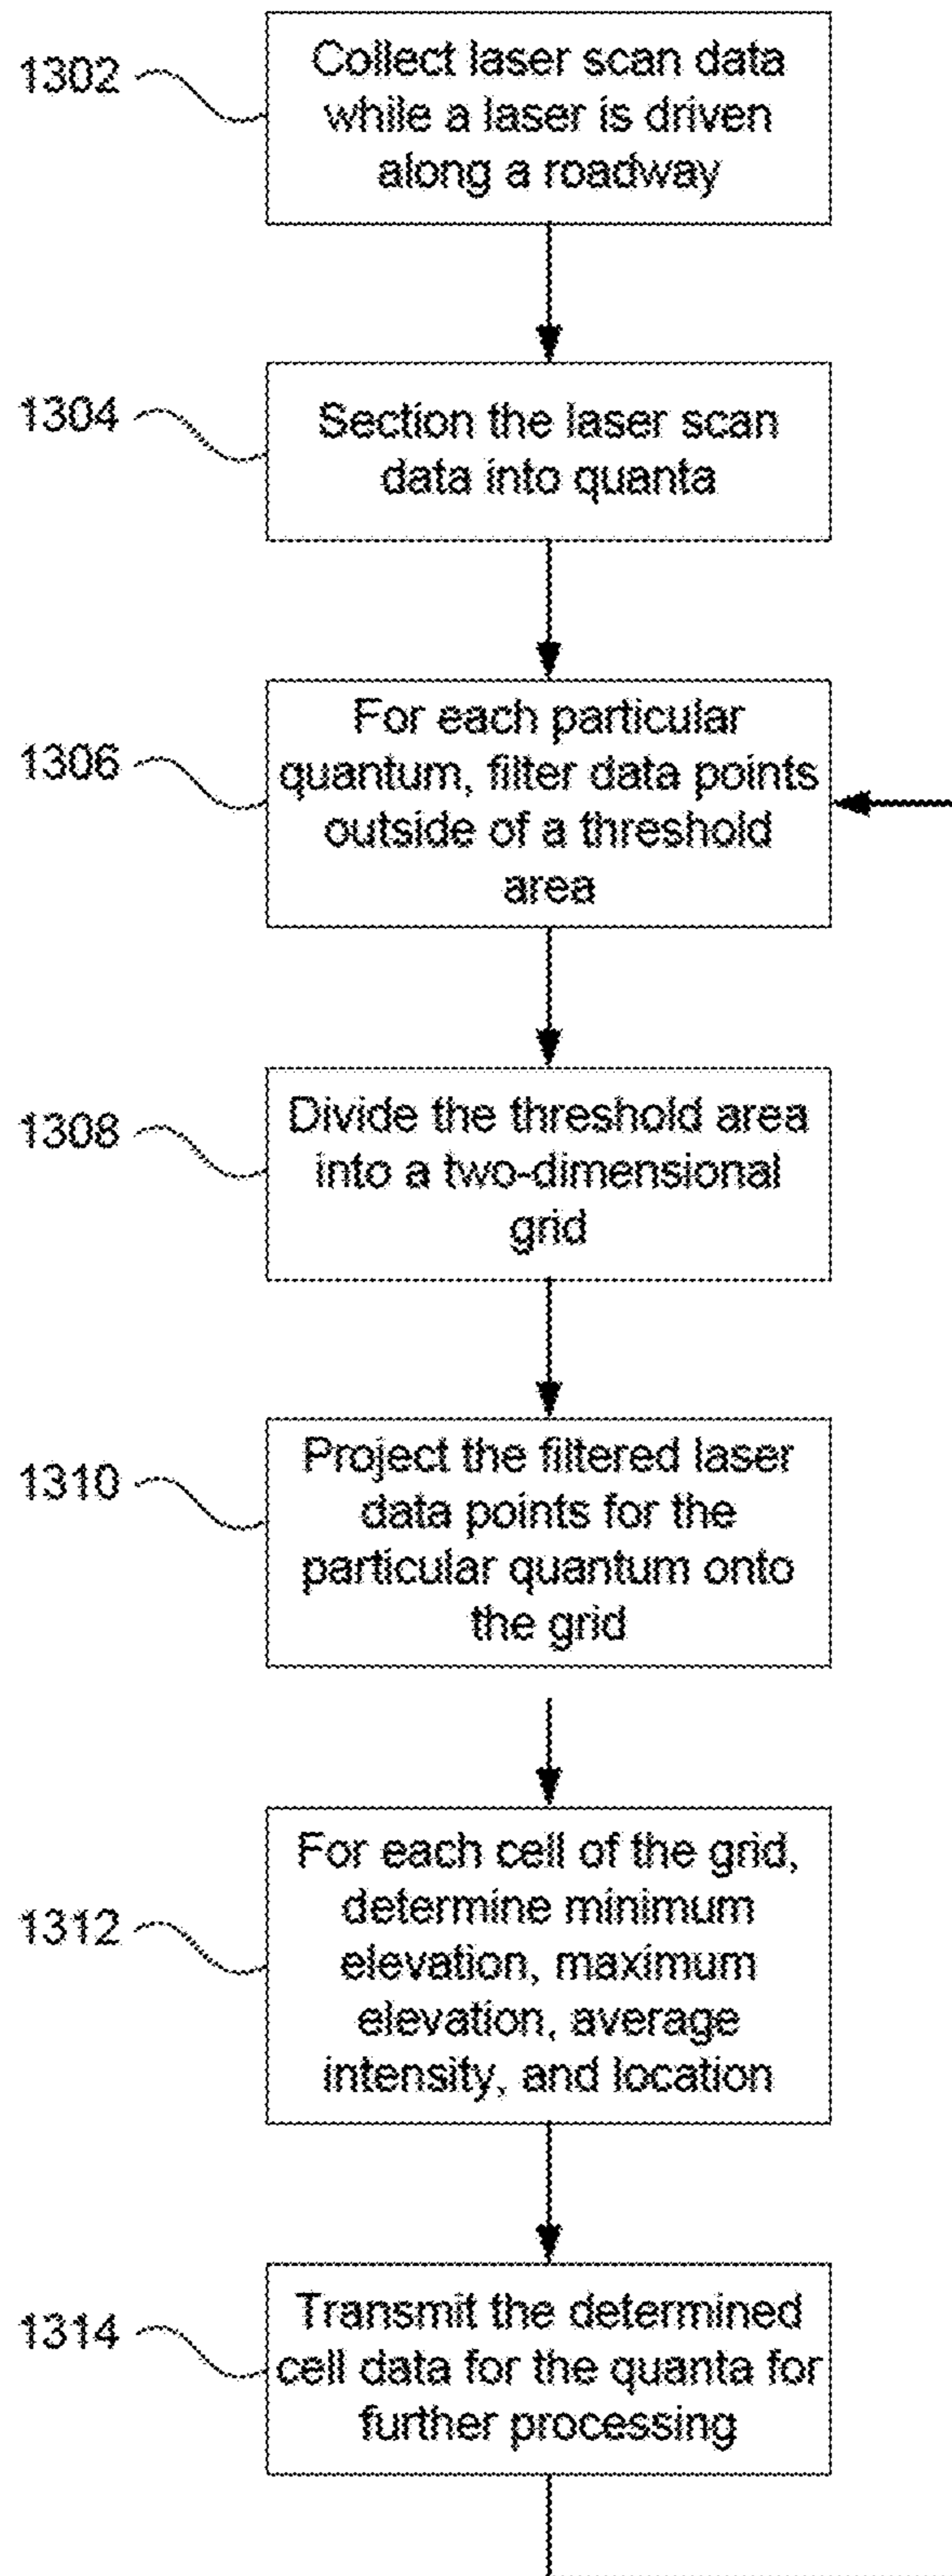 1302
Collect laser scan data
while a laser is driven
along a roadway
1304
Section the laser scan
data into quanta
1306
For each particular
quantum, filter data points
outside of a threshold
area
1308
Divide the threshold area
into a two-dimensional
grid
1310
Project the filtered laser
data points for the
particular quantum onto
the grid
1312
For each cell of the grid,
determine minimum
elevation, maximum
elevation, average
intensity, and location
1314
Transmit the determined
cell data for the quanta for
further processing